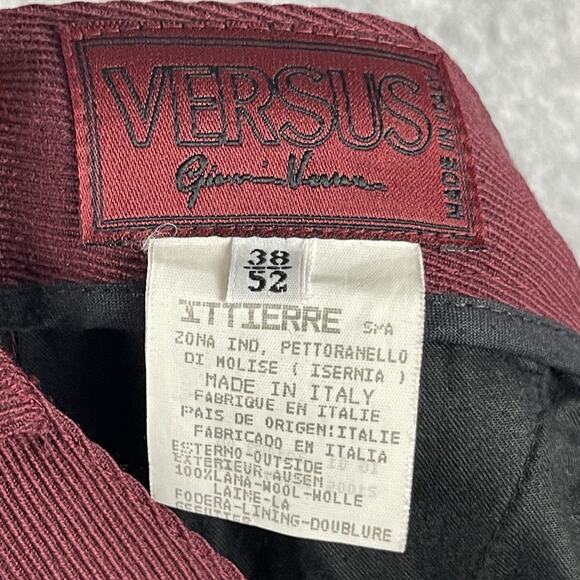 VERSUS
Gianni Versace
MADE IN ITALY
38
52
ITTIERRE SPA
ZONA IND, PETTORANELLO
DI MOLISE ( ISERNIA )
MADE IN ITALY
FABRIQUE EN ITALIE
PAIS DE ORIGEN:ITALIE
FABRICADO EN ITALIA
ESTERNO-OUTSIDE
EXTERIEUR-AUSEN
100%LANA-WOOL-WOLLE
LAINE-LA
FODERA-LINING-DOUBLURE